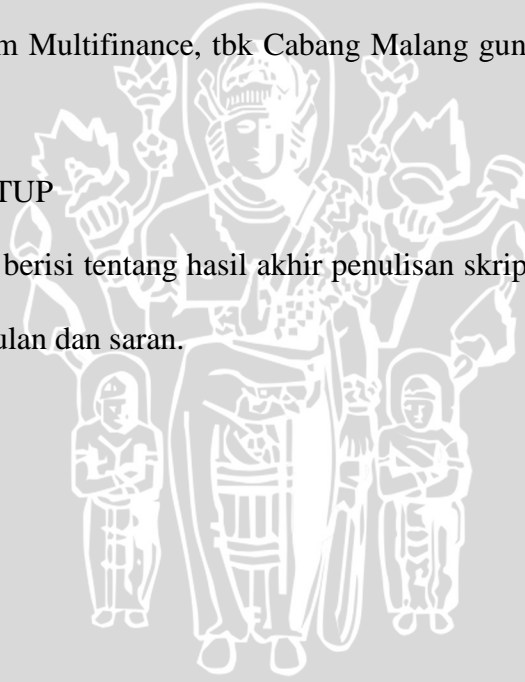 m Multifinance, tbk Cabang Malang gun
TUP
berisi tentang hasil akhir penulisan skrip
ulan dan saran.